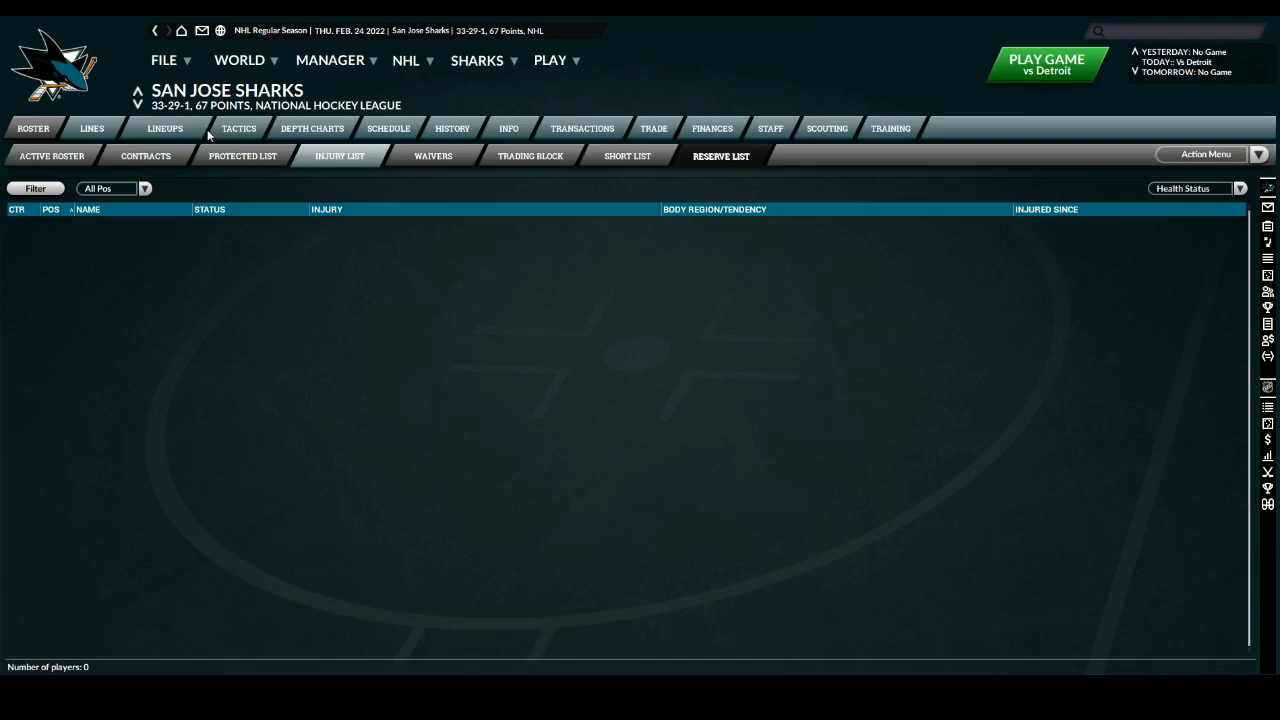 NHL Regular Season | THU. FEB. 24 2022 | San Jose Sharks | 33-29-1, 67 Points, NHL
FILE WORLD MANAGER NHL SHARKS PLAY
PLAY GAME
vs Detroit
YESTERDAY: No Game
TODAY:: Vs Detroit
TOMORROW: No Game
SAN JOSE SHARKS
33-29-1, 67 POINTS, NATIONAL HOCKEY LEAGUE
ROSTER LINES LINEUPS TACTICS DEPTH CHARTS SCHEDULE HISTORY INFO TRANSACTIONS TRADE FINANCES STAFF SCOUTING TRAINING
ACTIVE ROSTER CONTRACTS PROTECTED LIST INJURY LIST WAIVERS TRADING BLOCK SHORT LIST RESERVE LIST Action Menu
Filter All Pos Health Status
CTR POS NAME STATUS INJURY BODY REGION/TENDENCY INJURED SINCE
Number of players: 0